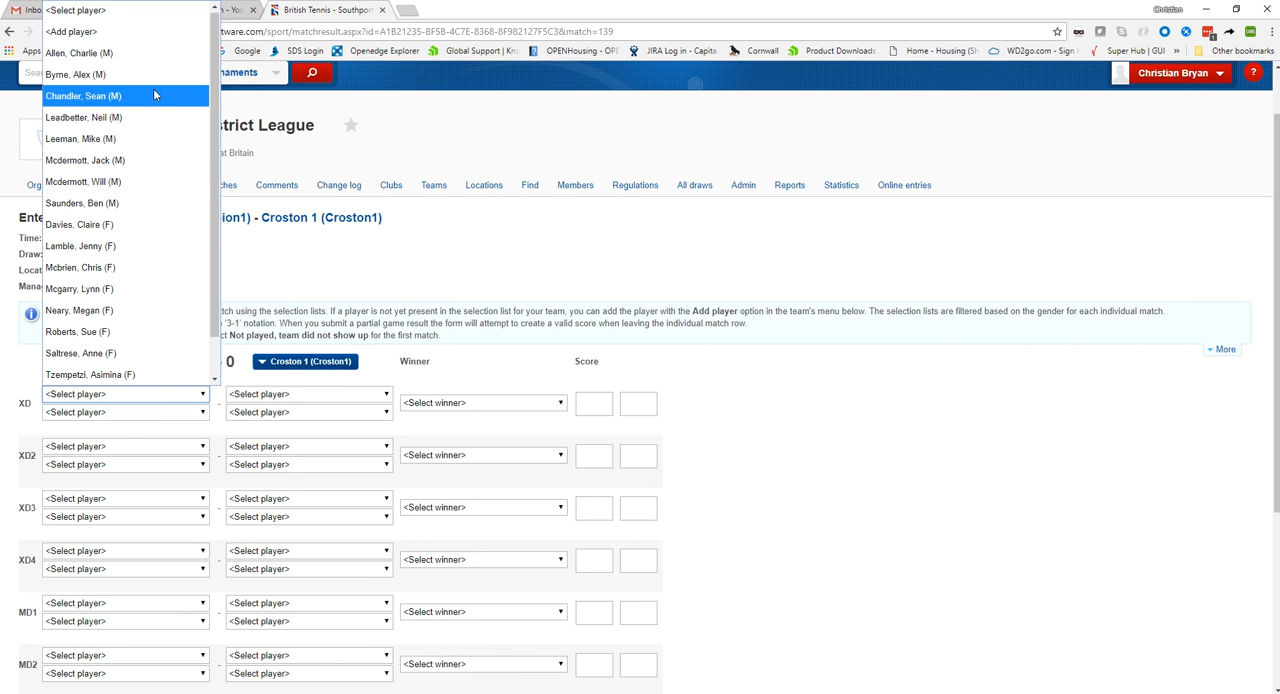 Inbo
n - You
British Tennis - Southport
Christian
tware.com/sport/matchresult.aspx?id=A1B21235-BF5B-4C75-8368-8F982127F5C3&match=139
Apps
Google
SDS Login
Openedge Explorer
Global Support | Kno
OPENHousing - OPE
JIRA Log in - Capita
Cornwall
Product Downloads
Home - Housing (Sh
WD2go.com - Sign
Super Hub | GUI
»
Other bookmarks
Sea
naments
Christian Bryan
?
<Select player>
<Add player>
Allen, Charlie (M)
Byrne, Alex (M)
Chandler, Sean (M)
Leadbetter, Neil (M)
Leeman, Mike (M)
Mcdermott, Jack (M)
Mcdermott, Will (M)
Saunders, Ben (M)
Davies, Claire (F)
Lamble, Jenny (F)
Mcbrien, Chris (F)
Mcgarry, Lynn (F)
Neary, Megan (F)
Roberts, Sue (F)
Saltrese, Anne (F)
Tzempetzi, Asimina (F)
strict League
at Britain
Org
ches Comments Change log Clubs Teams Locations Find Members Regulations All draws Admin Reports Statistics Online entries
Ente
ion1) - Croston 1 (Croston1)
Time:
Draw:
Locat
Mana
tch using the selection lists. If a player is not yet present in the selection list for your team, you can add the player with the Add player option in the team's menu below. The selection lists are filtered based on the gender for each individual match.
'3-1' notation. When you submit a partial game result the form will attempt to create a valid score when leaving the individual match row.
ct Not played, team did not show up for the first match.
More
0 Croston 1 (Croston1) Winner Score
XD <Select player> - <Select player> <Select winner>
<Select player> <Select player>
XD2 <Select player> - <Select player> <Select winner>
<Select player> <Select player>
XD3 <Select player> - <Select player> <Select winner>
<Select player> <Select player>
XD4 <Select player> - <Select player> <Select winner>
<Select player> <Select player>
MD1 <Select player> - <Select player> <Select winner>
<Select player> <Select player>
MD2 <Select player> - <Select player> <Select winner>
<Select player> <Select player>